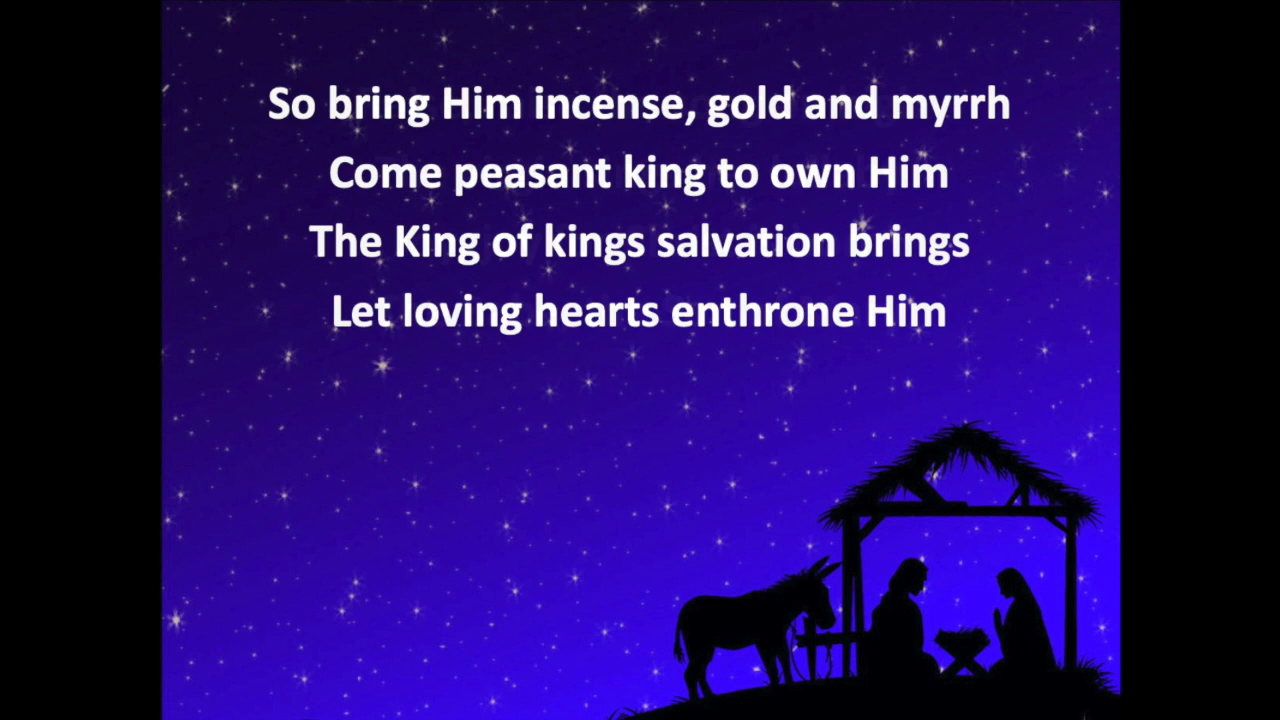 So bring Him incense, gold and myrrh
Come peasant king to own Him
The King of kings salvation brings
Let loving hearts enthrone Him